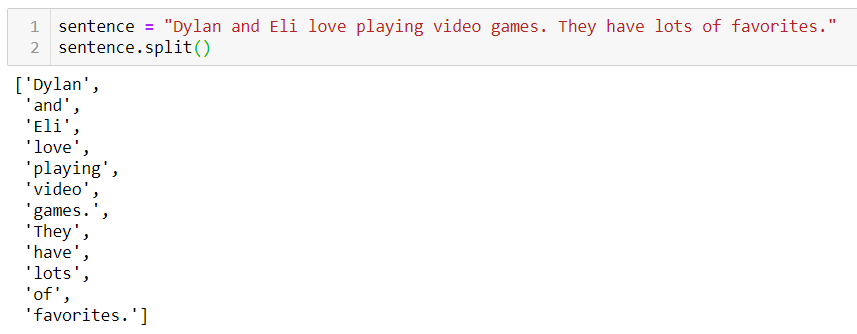 1 sentence = "Dylan and Eli love playing video games. They have lots of favorites."
2 sentence.split()
['Dylan',
'and',
'Eli',
'love',
'playing',
'video',
'games.',
'They',
'have',
'lots',
'of',
'favorites.']